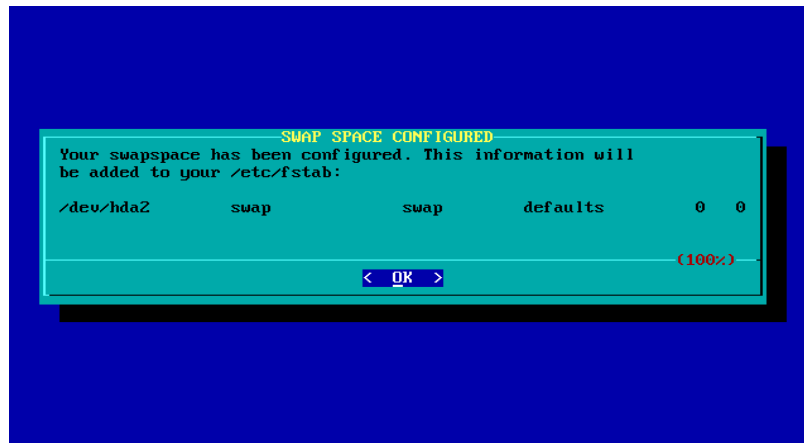 SWAP SPACE CONFIGURED
Your swapspace has been configured. This information will
be added to your /etc/fstab:
/dev/hda2 swap swap defaults 0 0
(100%)
< OK >